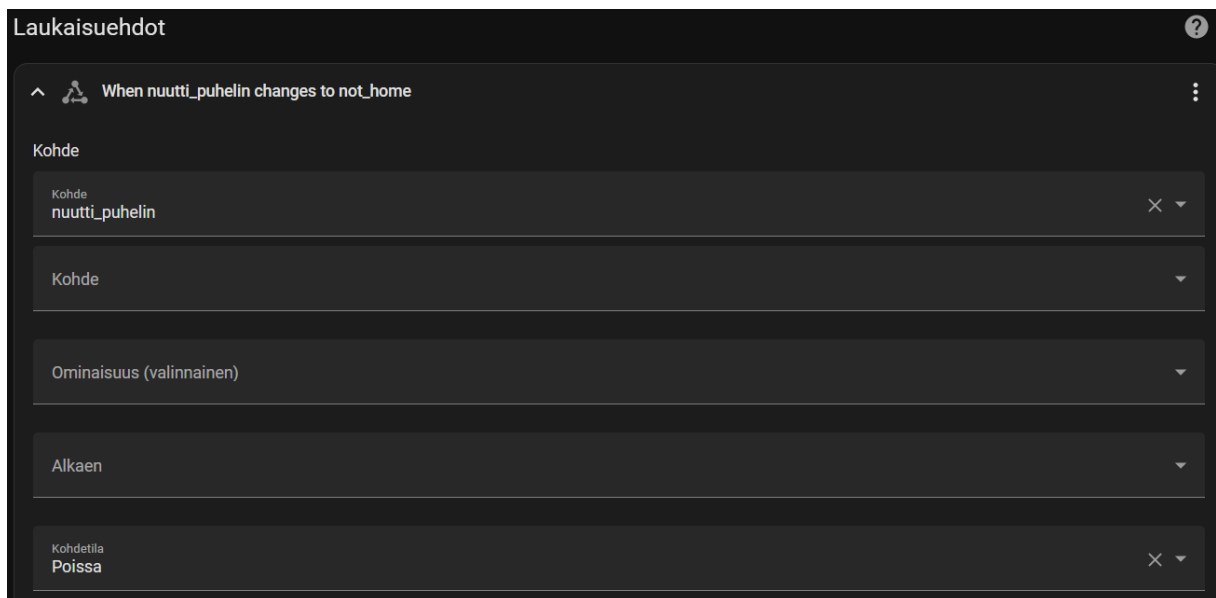 Laukaisuehdot
When nuutti_puhelin changes to not_home
Kohde
Kohde
nuutti_puhelin
Kohde
Ominaisuus (valinnainen)
Alkaen
Kohdetila
Poissa